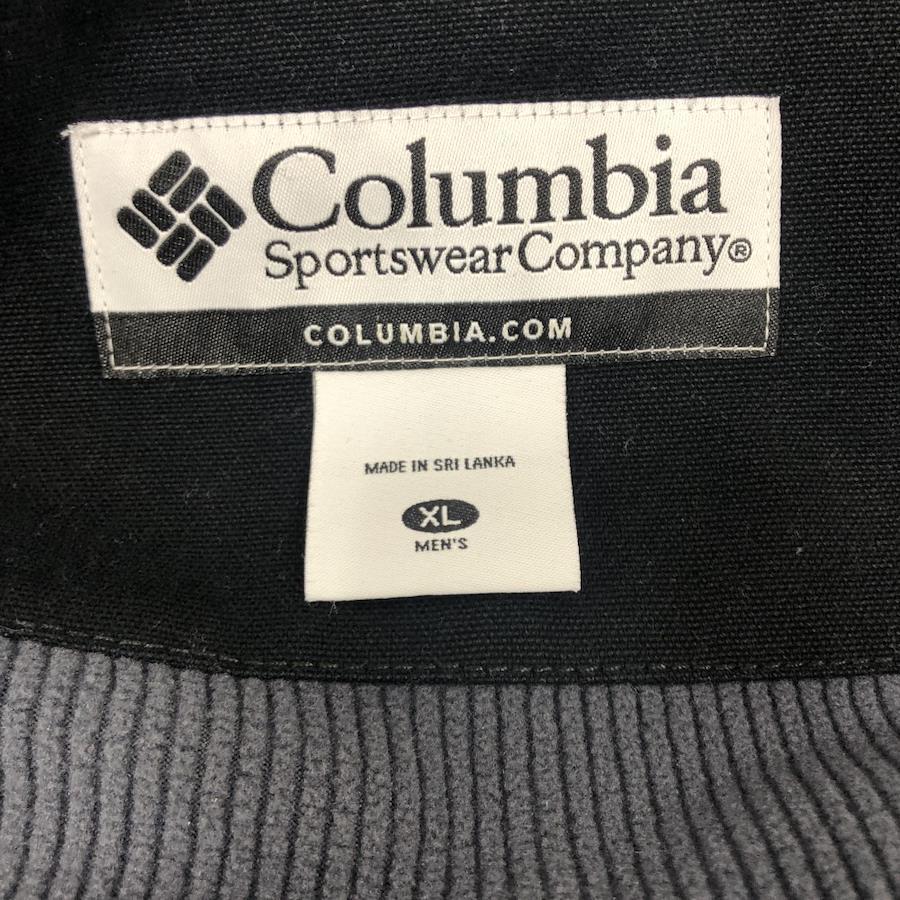 Columbia
Sportswear Company®
COLUMBIA.COM
MADE IN SRI LANKA
XL
MEN'S